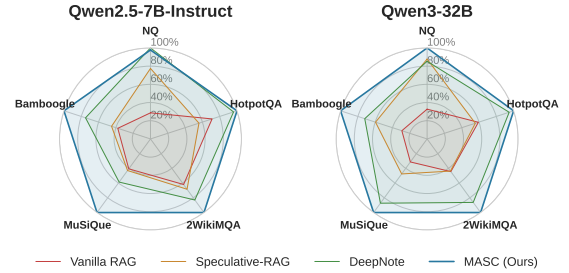 Qwen2.5-7B-Instruct
NQ
100%
80%
60%
40%
20%
Bamboogle
HotpotQA
MuSiQue
2WikiMQA
Qwen3-32B
NQ
100%
80%
60%
40%
20%
Bamboogle
HotpotQA
MuSiQue
2WikiMQA
Vanilla RAG
Speculative-RAG
DeepNote
MASC (Ours)